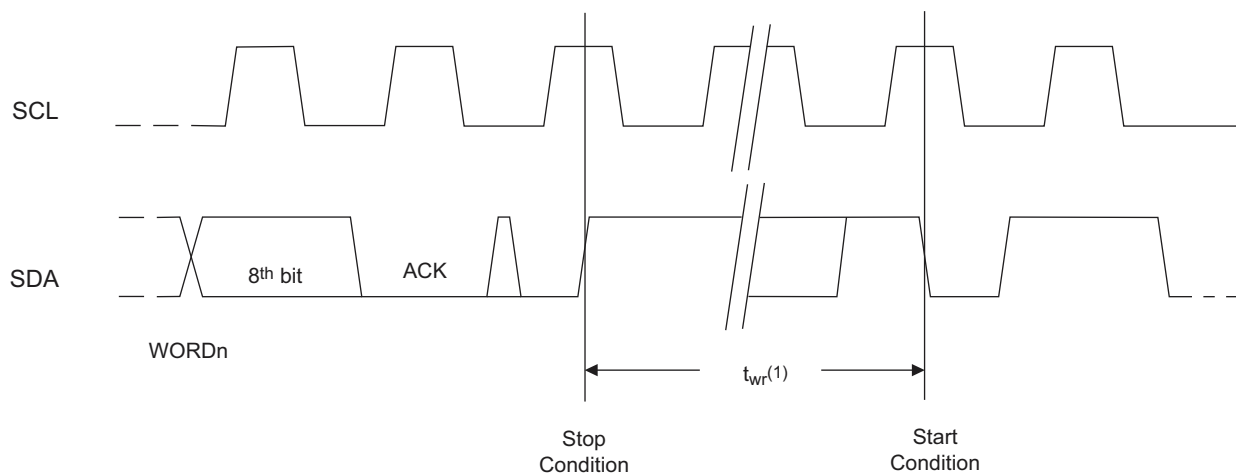 SCL
SDA
8th bit
ACK
WORDn
twr(1)
Stop
Condition
Start
Condition